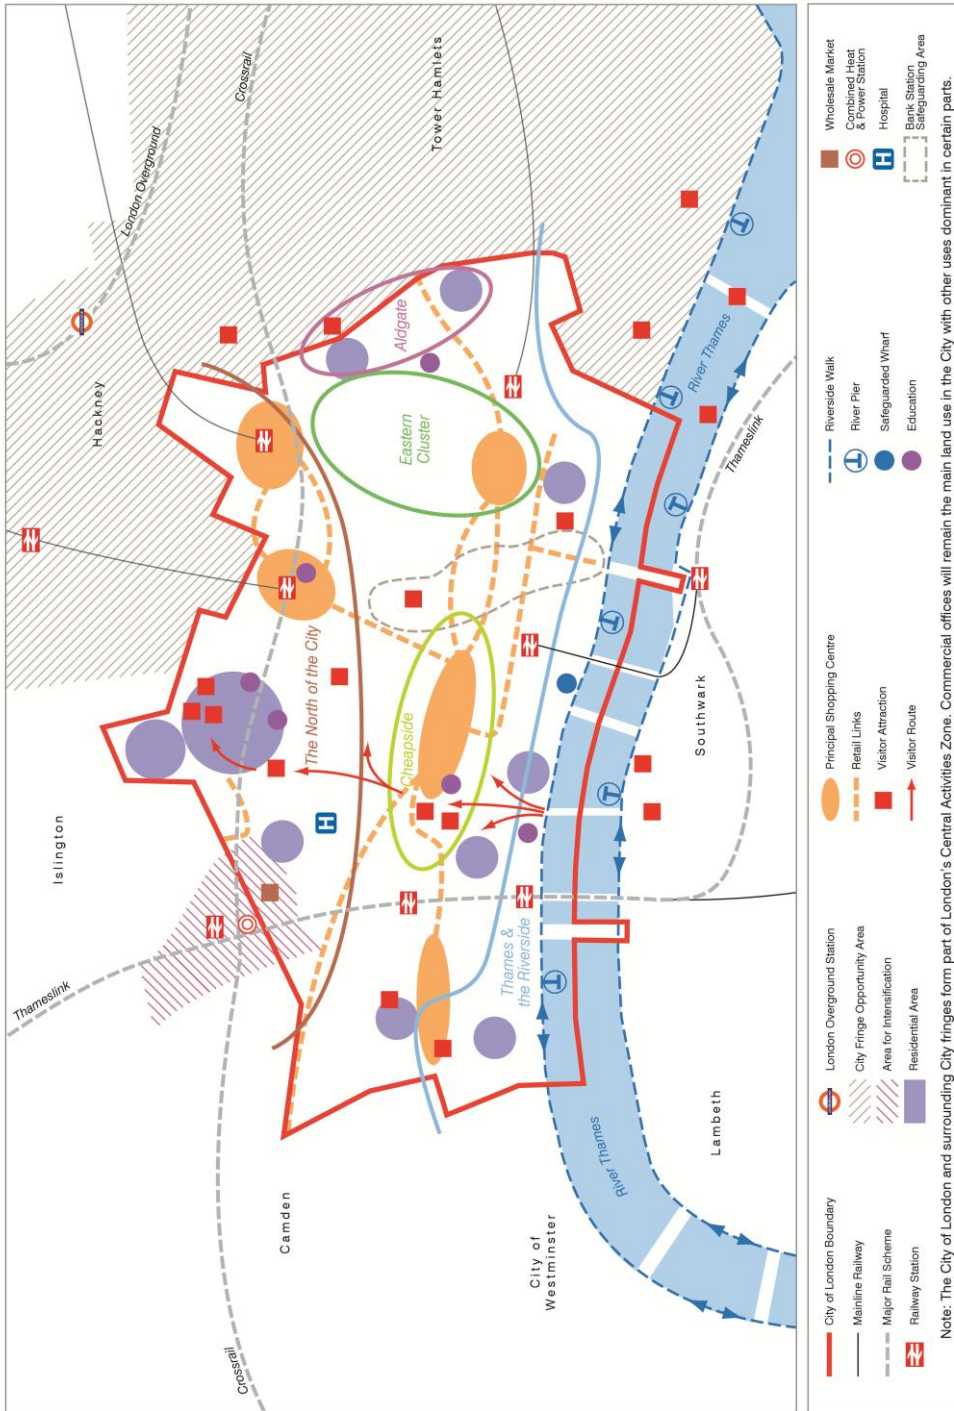 Crossrail
Thameslink
Islington
Hackney
London Overground
Crossrail
Tower Hamlets
Camden
The North of the City
H
Cheapside
Eastern
Cluster
Aldgate
City of
Westminster
Thames &
the Riverside
River Thames
River Thames
Lambeth
Southwark
Thameslink
City of London Boundary
Mainline Railway
Major Rail Scheme
Railway Station
London Overground Station
City Fringe Opportunity Area
Area for Intensification
Residential Area
Principal Shopping Centre
Retail Links
Visitor Attraction
Visitor Route
Riverside Walk
River Pier
Safeguarded Wharf
Education
Wholesale Market
Combined Heat
& Power Station
H
Hospital
Bank Station
Safeguarding Area
Note: The City of London and surrounding City fringes form part of London's Central Activities Zone. Commercial offices will remain the main land use in the City with other uses dominant in certain parts.